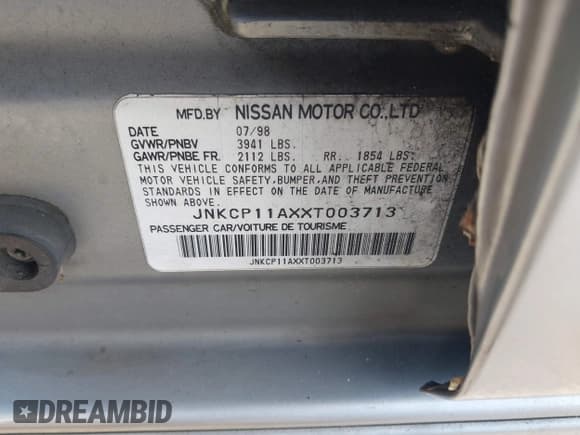 MFD.BY NISSAN MOTOR CO.,LTD
DATE 07/98
GVWR/PNBV 3941 LBS.
GAWR/PNBE FR. 2112 LBS. RR. 1854 LBS.
THIS VEHICLE CONFORMS TO ALL APPLICABLE FEDERAL
MOTOR VEHICLE SAFETY,BUMPER,AND THEFT PREVENTION
STANDARDS IN EFFECT ON THE DATE OF MANUFACTURE
SHOWN ABOVE.
JNKCP11AXXT003713
PASSENGER CAR/VOITURE DE TOURISME
JNKCP11AXXT003713
DREAMBID